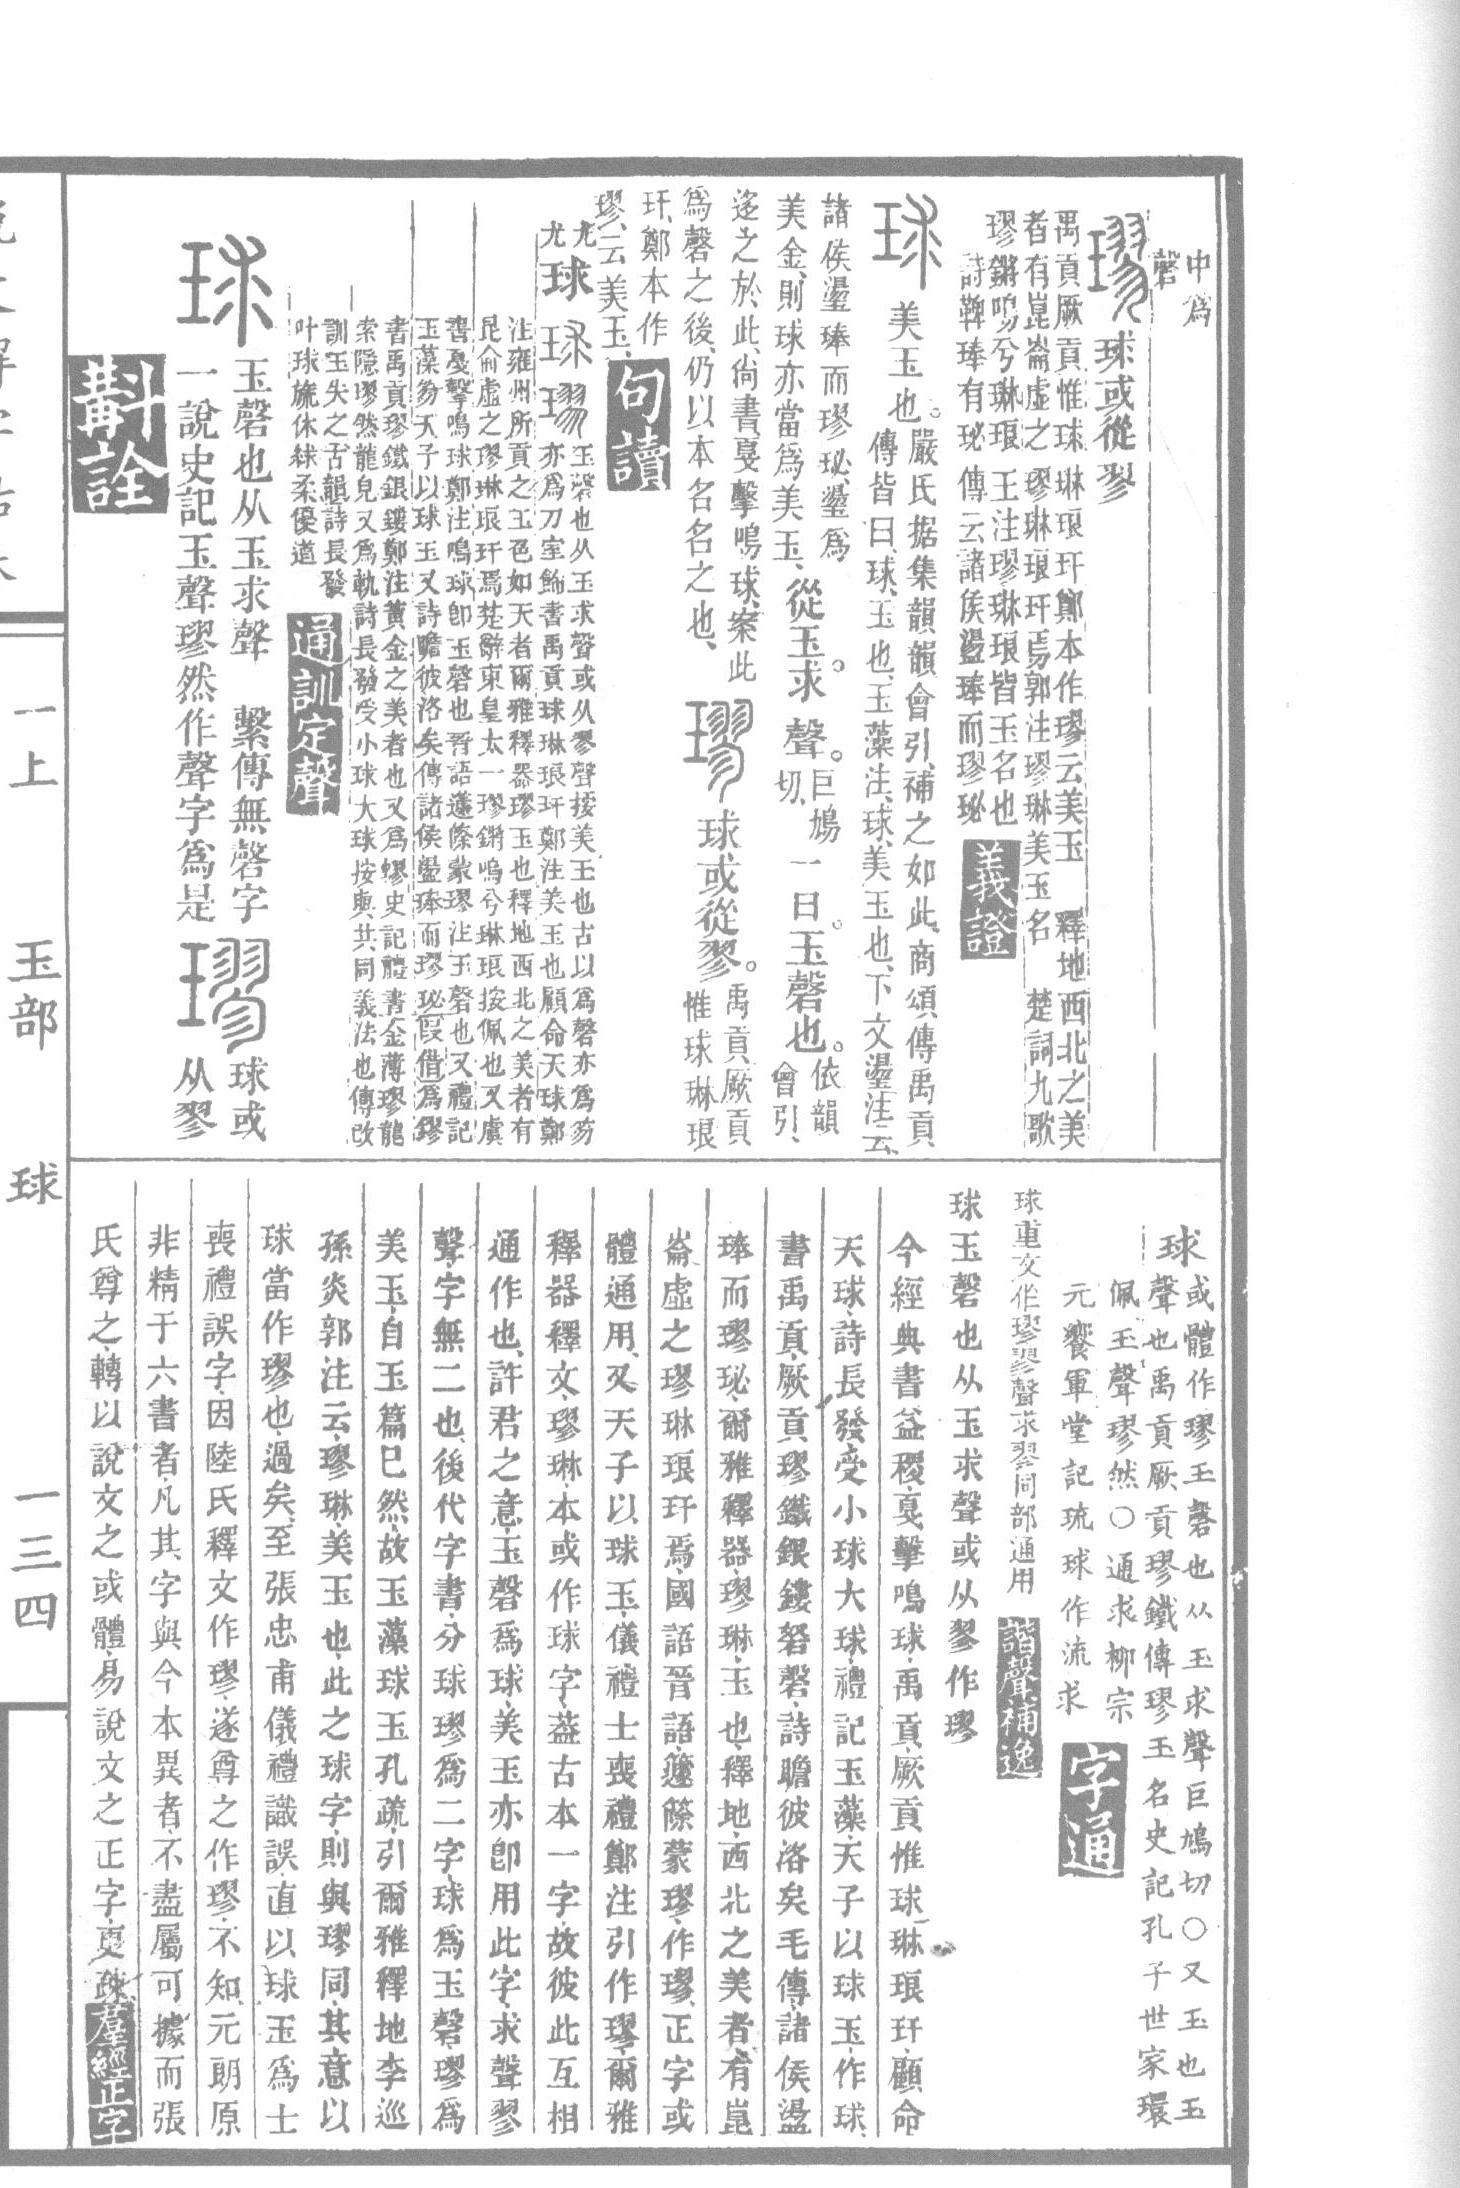 中爲
磬
璆球或從翏
禹貢厥貢惟球琳琅玕鄭本作璆云美玉　釋地西北之美
者有崑崙虛之璆琳琅玕焉郭注璆琳美玉名　楚詞九歌
璆鏘鳴兮琳琅王注璆琳琅皆玉名也
詩鞞琫有珌傳云諸侯璗琫而璆珌
義證
球
美玉也。嚴氏据集韻韻會引、補之如此、商頌傳禹貢
傳皆曰、球、玉也、玉藻注、球、美玉也、下文璗注云、
諸侯璗琫而璆珌、璗爲
美金、則球亦當爲美玉、從玉。求聲。巨鳩切、一曰。玉磬也。依韻會引、
遂之於此、尙書、戛擊鳴球、案此
爲磬之後、仍以本名名之也、
璆
球或從翏。禹貢厥貢惟球琳琅
玕、鄭本作
璆、云美玉、
句讀
尤尤
球
球璆玉磬也从玉求聲或从翏聲按美玉也古以爲磬亦爲笏
亦爲刀室飾書禹貢球琳琅玕鄭注美玉也顧命天球鄭
注雍州所貢之玉色如天者爾雅釋器璆玉也釋地西北之美者有
昆侖虛之璆琳琅玕焉楚辭東皇太一璆鏘鳴兮琳琅按佩也又虞
書戛擊鳴球鄭注鳴球卽玉磬也晉語蘧蒢蒙璆注玉磬也又禮記
玉藻笏天子以球玉又詩瞻彼洛矣傳諸侯璗琫而璆珌叚借爲鏐
書禹貢璆鐵銀鏤鄭注黃金之美者也又爲鏐史記禮書金薄璆龍
索隱璆然龍皃又爲軌詩長發受小球大球按與共同義法也傳改
訓玉失之古韻詩長發
叶球旒休絿柔優遒
通訓定聲
球
玉磬也从玉求聲　繫傳無磬字
一說史記玉聲璆然作聲字爲是
璆
球或
从翏
斠詮
球或體作璆玉磬也从玉求聲巨鳩切○又玉也玉
聲也禹貢厥貢璆鐵傳璆玉名史記孔子世家環
佩玉聲璆然○通求柳宗
元饗軍堂記琉球作流求
字通
球重文作璆翏聲求翏同部通用
諧聲補逸
球玉磬也从玉求聲或从翏作璆
今經典書益稷、戛擊鳴球、禹貢、厥貢惟球琳琅玕、顧命
天球、詩長發受小球大球、禮記玉藻、天子以球玉、作球、
書禹貢、厥貢、璆鐵銀鏤砮磬、詩瞻彼洛矣毛傳、諸侯璗
琫而璆珌、爾雅釋器、璆琳玉也、釋地、西北之美者、有崑
崙虛之璆琳琅玕焉、國語晉語、蘧蒢蒙璆、作璆、正字或
體通用、又天子以球玉、儀禮士喪禮鄭注引作璆、爾雅
釋器釋文、璆琳、本或作球字、葢古本一字、故彼此互相
通作也、許君之意、玉磬爲球、美玉亦卽用此字、求聲翏
聲字無二也、後代字書、分球璆爲二字、球爲玉磬、璆爲
美玉、自玉篇已然、故玉藻球玉孔疏、引爾雅釋地李巡
孫炎郭注云、璆琳美玉也、此之球字、則與璆同、其意以
球當作璆也、過矣、至張忠甫儀禮識誤、直以球玉爲士
喪禮誤字、因陸氏釋文作璆、遂尊之作璆、不知元朗原
非精于六書者、凡其字與今本異者、不盡屬可據、而張
氏尊之、轉以說文之或體、易說文之正字、更疎
羣經正字
一上　玉部　球　一三四